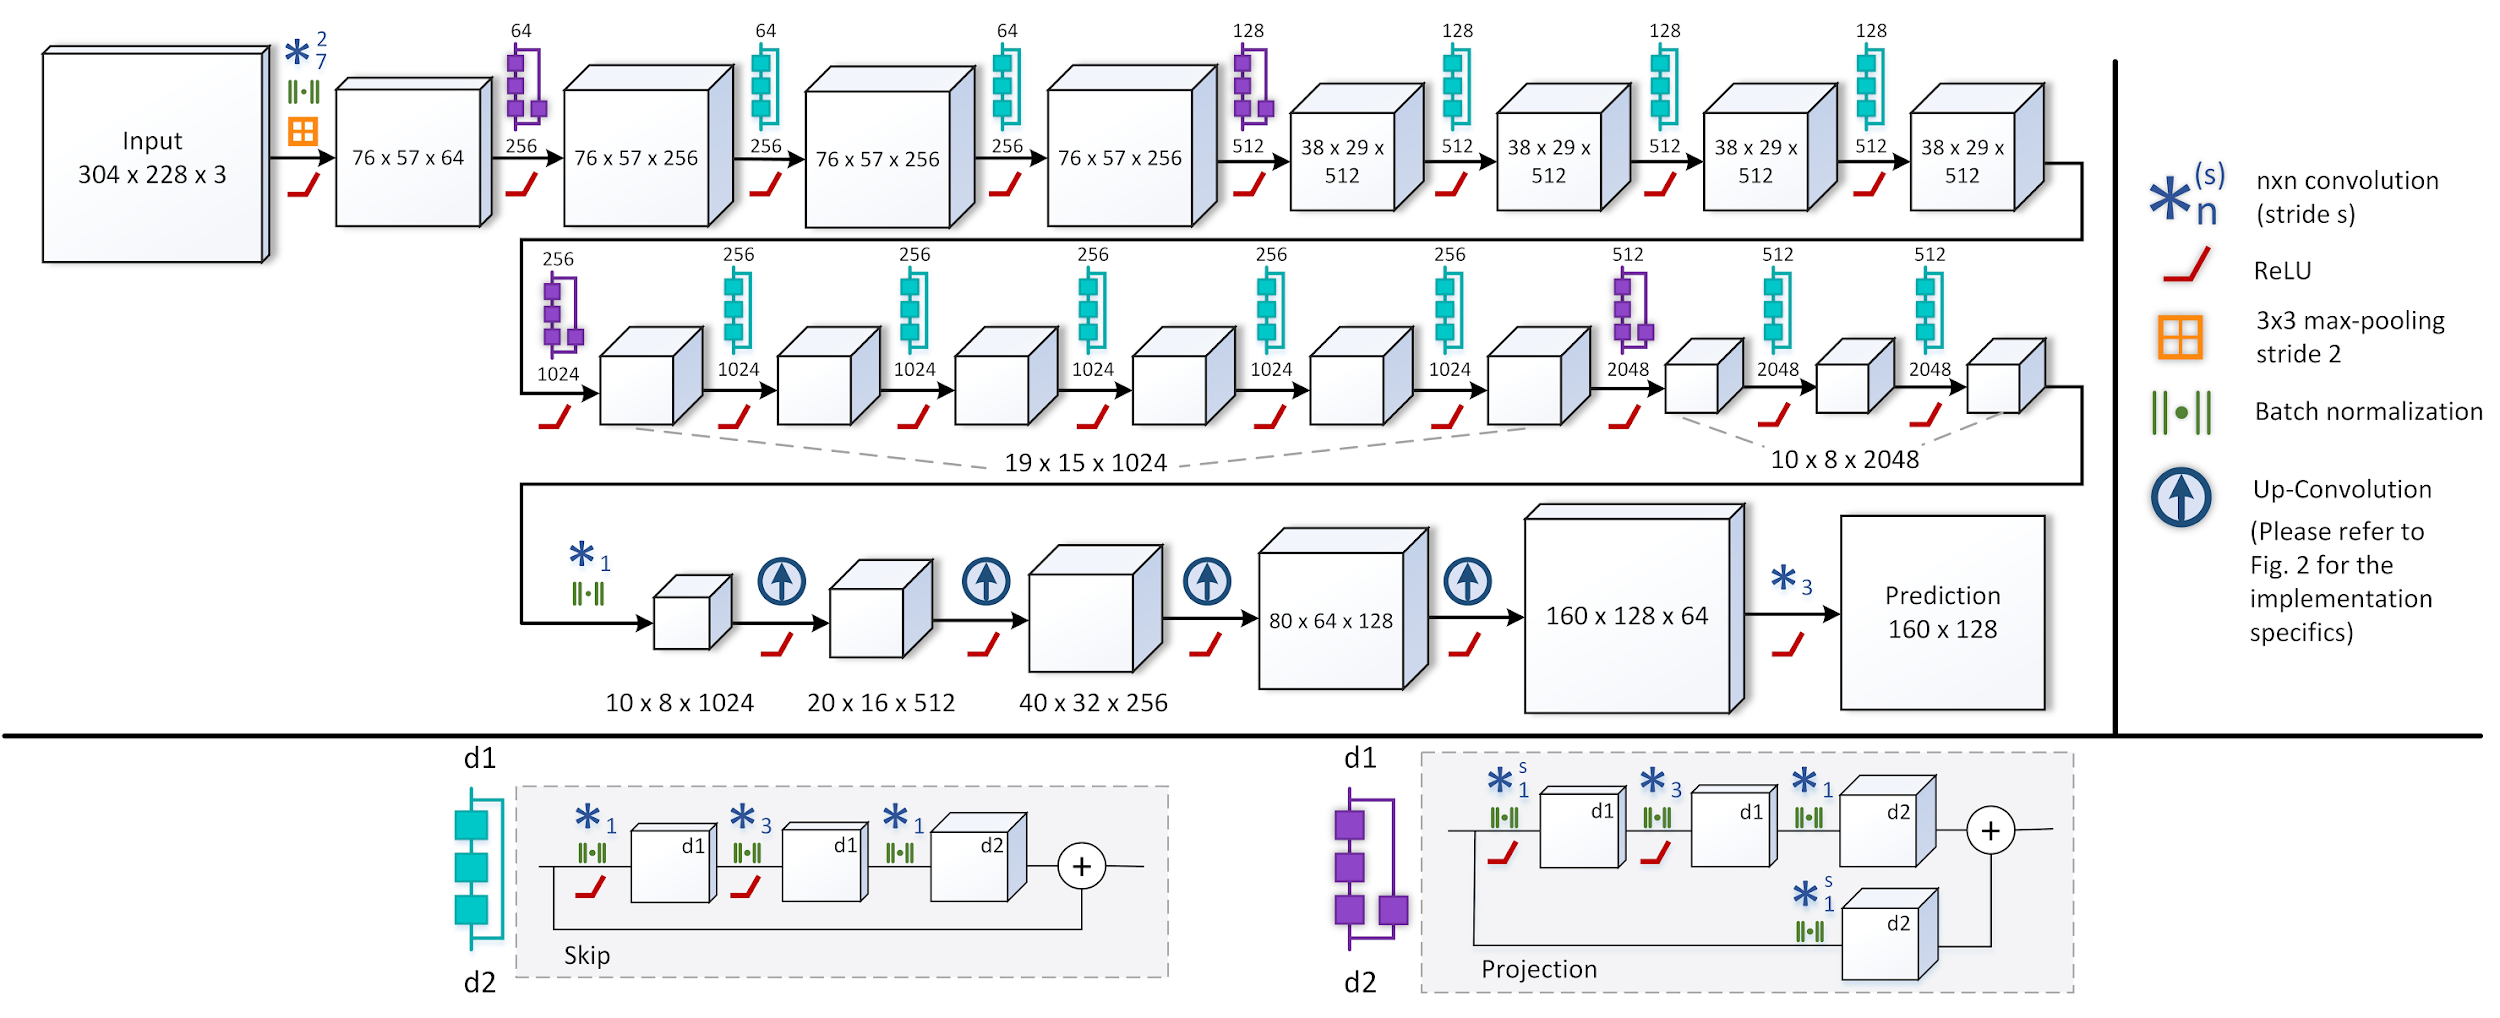 2
7
64
64
64
128
128
128
128
Input
304 x 228 x 3
76 x 57 x 64
256
76 x 57 x 256
256
76 x 57 x 256
256
76 x 57 x 256
512
38 x 29 x
512
512
38 x 29 x
512
512
38 x 29 x
512
512
38 x 29 x
512
256
256
256
256
256
256
512
512
512
1024
1024
1024
1024
1024
1024
2048
2048
2048
19 x 15 x 1024
10 x 8 x 2048
1
3
80 x 64 x 128
160 x 128 x 64
Prediction
160 x 128
10 x 8 x 1024
20 x 16 x 512
40 x 32 x 256
(s)
n
nxn convolution
(stride s)
ReLU
3x3 max-pooling
stride 2
Batch normalization
Up-Convolution
(Please refer to
Fig. 2 for the
implementation
specifics)
d1
d2
1
d1
3
d1
1
d2
+
Skip
d1
d2
s
1
d1
3
d1
1
d2
+
s
1
d2
Projection